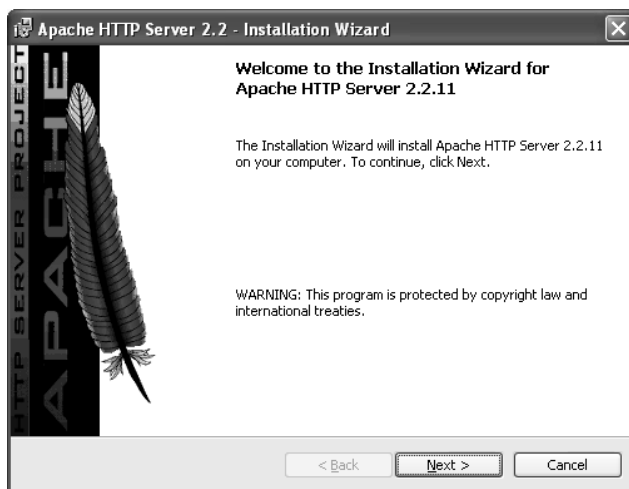 Apache HTTP Server 2.2 - Installation Wizard
HTTP SERVER PROJECT
APACHE
Welcome to the Installation Wizard for
Apache HTTP Server 2.2.11
The Installation Wizard will install Apache HTTP Server 2.2.11
on your computer. To continue, click Next.
WARNING: This program is protected by copyright law and
international treaties.
< Back
Next >
Cancel